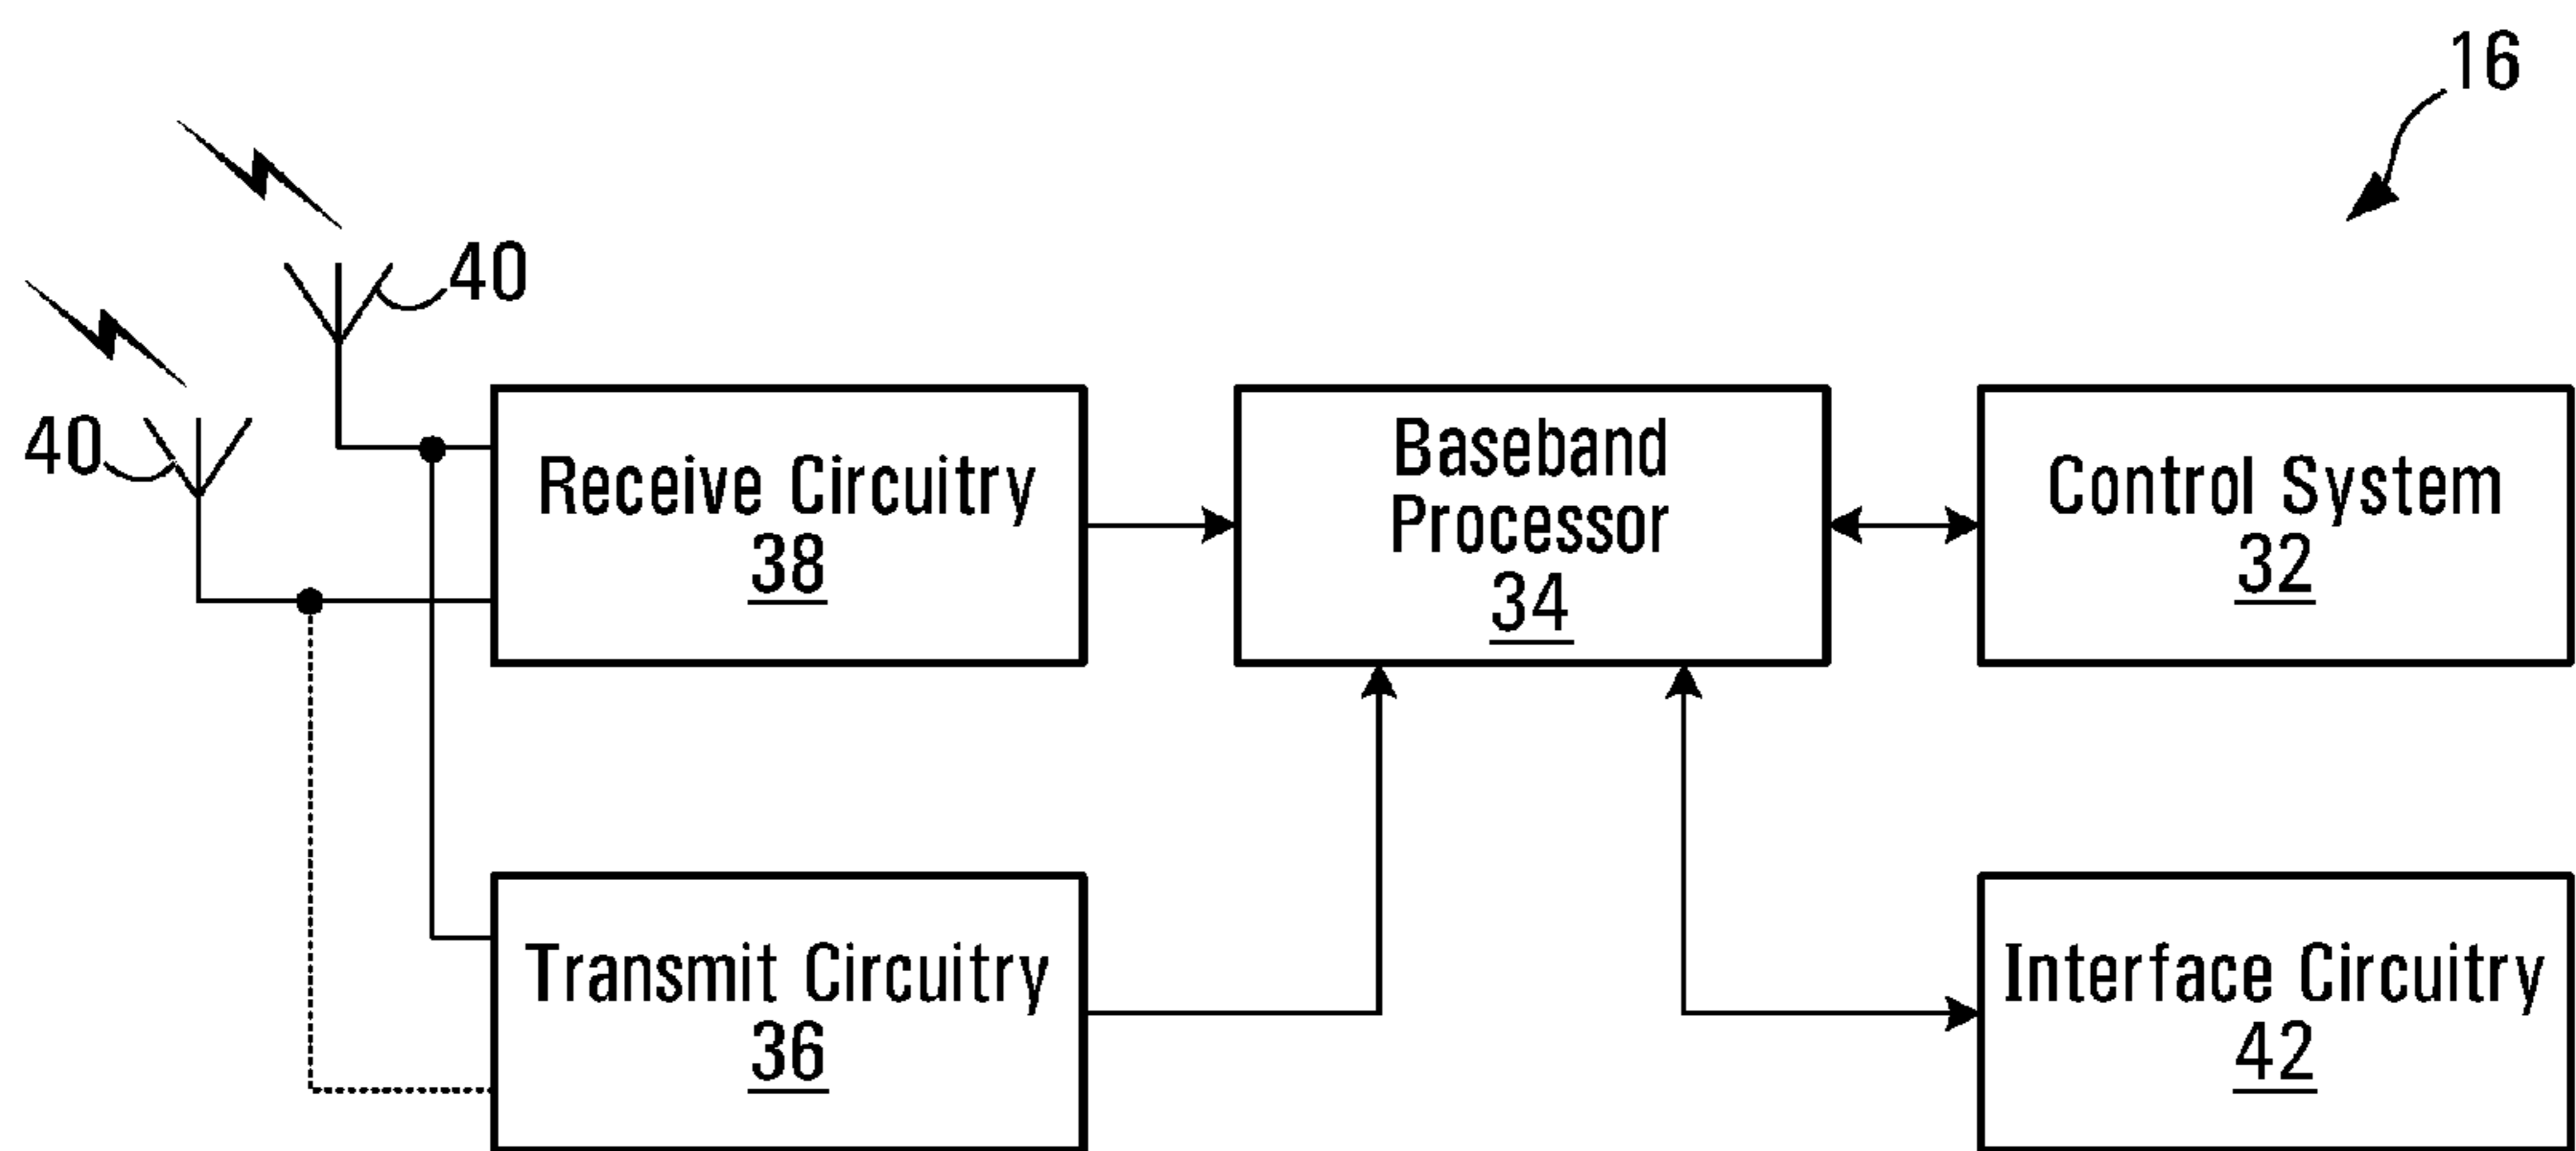 16
40
40
Receive Circuitry
38
Baseband
Processor
34
Control System
32
Transmit Circuitry
36
Interface Circuitry
42